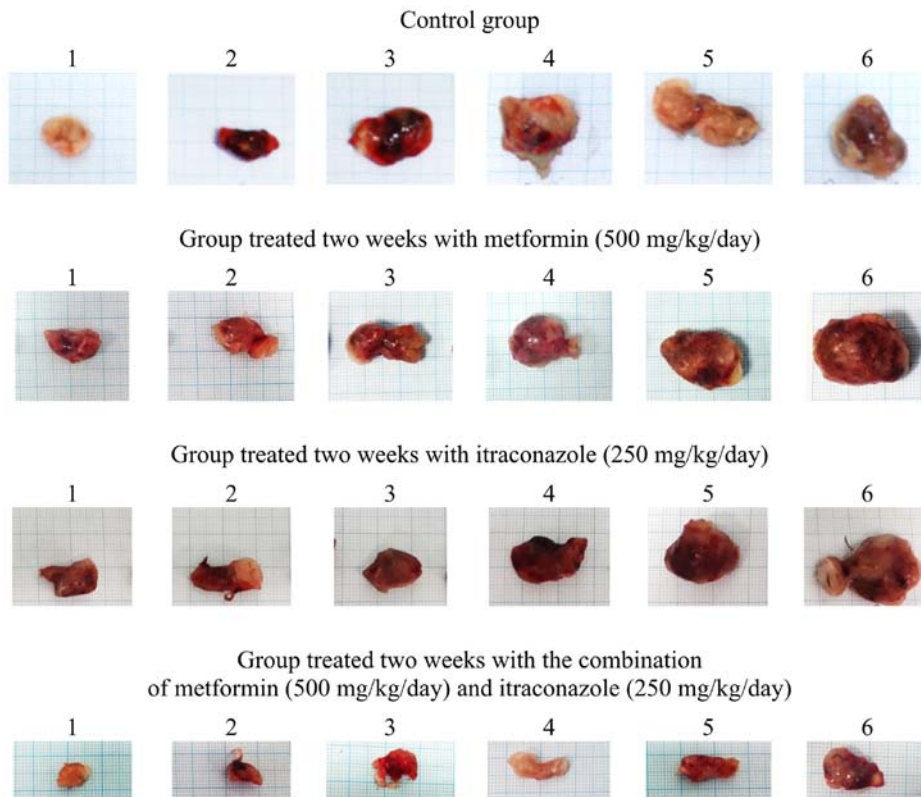 Control group
1 2 3 4 5 6
Group treated two weeks with metformin (500 mg/kg/day)
1 2 3 4 5 6
Group treated two weeks with itraconazole (250 mg/kg/day)
1 2 3 4 5 6
Group treated two weeks with the combination
of metformin (500 mg/kg/day) and itraconazole (250 mg/kg/day)
1 2 3 4 5 6